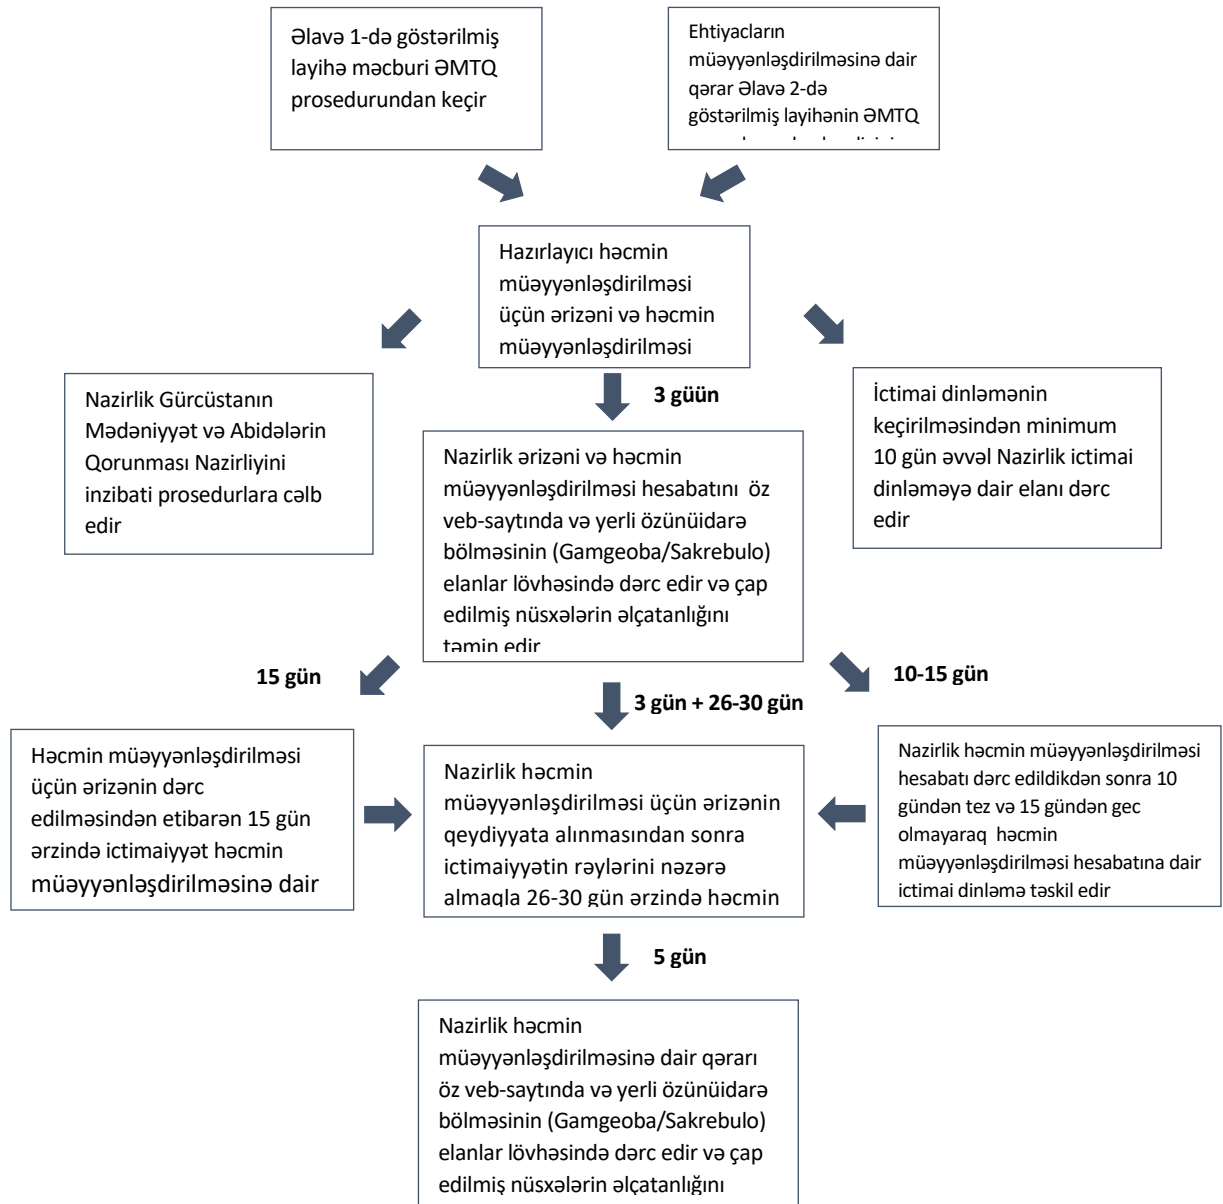 Əlavə 1-də göstərilmiş
layihə məcburi ƏMTQ
prosedurundan keçir
Ehtiyacların
müəyyənləşdirilməsinə dair
qərar Əlavə 2-də
göstərilmiş layihənin ƏMTQ
Hazırlayıcı həcmin
müəyyənləşdirilməsi
üçün ərizəni və həcmin
müəyyənləşdirilməsi
Nazirlik Gürcüstanın
Mədəniyyət və Abidələrin
Qorunması Nazirliyini
inzibati prosedurlara cəlb
edir
3 güün
İctimai dinləmənin
keçirilməsindən minimum
10 gün əvvəl Nazirlik ictimai
dinləməyə dair elanı dərc
edir
Nazirlik ərizəni və həcmin
müəyyənləşdirilməsi hesabatını öz
veb-saytında və yerli özünüidarə
bölməsinin (Gamgeoba/Sakrebulo)
elanlar lövhəsində dərc edir və çap
edilmiş nüsxələrin əlçatanlığını
təmin edir
15 gün
3 gün + 26-30 gün
10-15 gün
Həcmin müəyyənləşdirilməsi
üçün ərizənin dərc
edilməsindən etibarən 15 gün
ərzində ictimaiyyət həcmin
müəyyənləşdirilməsinə dair
Nazirlik həcmin
müəyyənləşdirilməsi üçün ərizənin
qeydiyyata alınmasından sonra
ictimaiyyətin rəylərini nəzərə
almaqla 26-30 gün ərzində həcmin
Nazirlik həcmin müəyyənləşdirilməsi
hesabatı dərc edildikdən sonra 10
gündən tez və 15 gündən gec
olmayaraq həcmin
müəyyənləşdirilməsi hesabatına dair
ictimai dinləmə təşkil edir
5 gün
Nazirlik həcmin
müəyyənləşdirilməsinə dair qərarı
öz veb-saytında və yerli özünüidarə
bölməsinin (Gamgeoba/Sakrebulo)
elanlar lövhəsində dərc edir və çap
edilmiş nüsxələrin əlçatanlığını